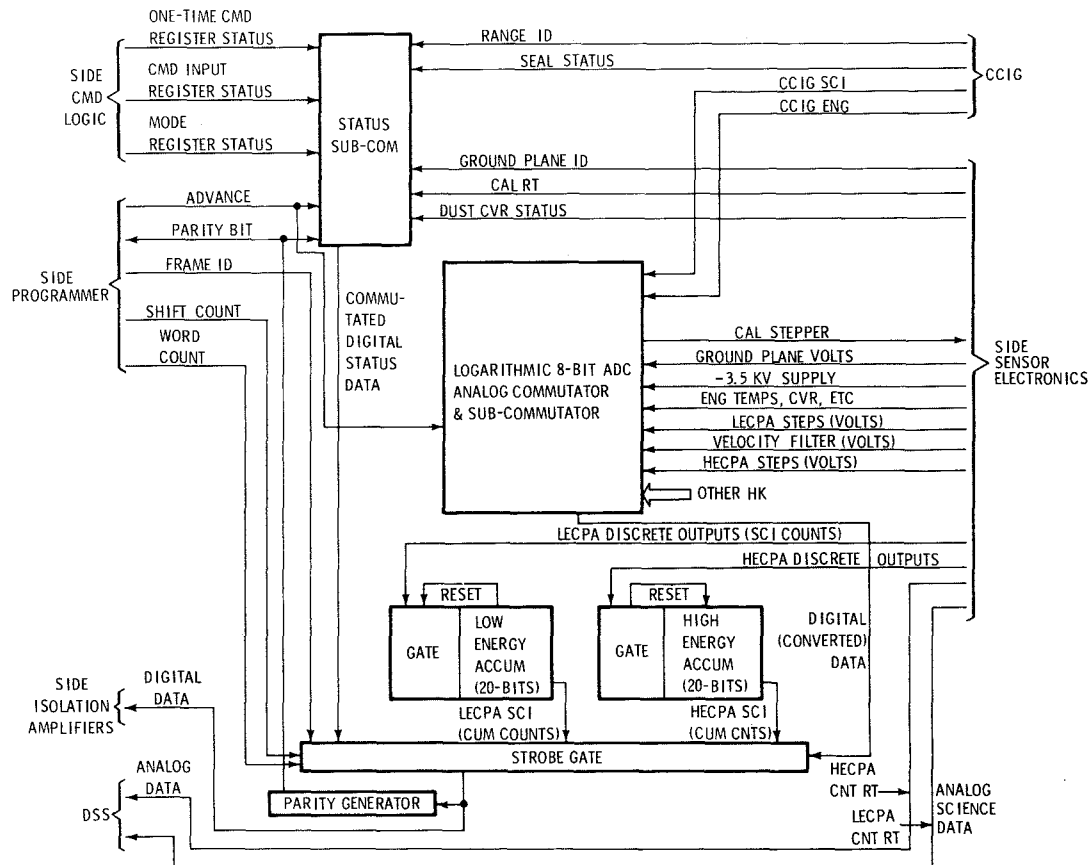 ONE-TIME CMD
REGISTER STATUS
CMD INPUT
REGISTER STATUS
MODE
REGISTER STATUS
SIDE
CMD
LOGIC
STATUS
SUB-COM
RANGE ID
SEAL STATUS
CCIG SCI
CCIG ENG
CCIG
GROUND PLANE ID
CAL RT
DUST CVR STATUS
ADVANCE
PARITY BIT
FRAME ID
SHIFT COUNT
WORD
COUNT
SIDE
PROGRAMMER
COMMU-
TATED
DIGITAL
STATUS
DATA
LOGARITHMIC 8-BIT ADC
ANALOG COMMUTATOR
& SUB-COMMUTATOR
CAL STEPPER
GROUND PLANE VOLTS
-3.5 KV SUPPLY
ENG TEMPS, CVR, ETC
LECPA STEPS (VOLTS)
VELOCITY FILTER (VOLTS)
HECPA STEPS (VOLTS)
OTHER HK
SIDE
SENSOR
ELECTRONICS
LECPA DISCRETE OUTPUTS (SCI COUNTS)
HECPA DISCRETE OUTPUTS
RESET
GATE
LOW
ENERGY
ACCUM
(20-BITS)
RESET
GATE
HIGH
ENERGY
ACCUM
(20-BITS)
DIGITAL
(CONVERTED)
DATA
LECPA SCI
(CUM COUNTS)
HECPA SCI
(CUM CNTS)
SIDE
ISOLATION
AMPLIFIERS
DIGITAL
DATA
STROBE GATE
PARITY GENERATOR
ANALOG
DATA
DSS
HECPA
CNT RT
LECPA
CNT RT
ANALOG
SCIENCE
DATA